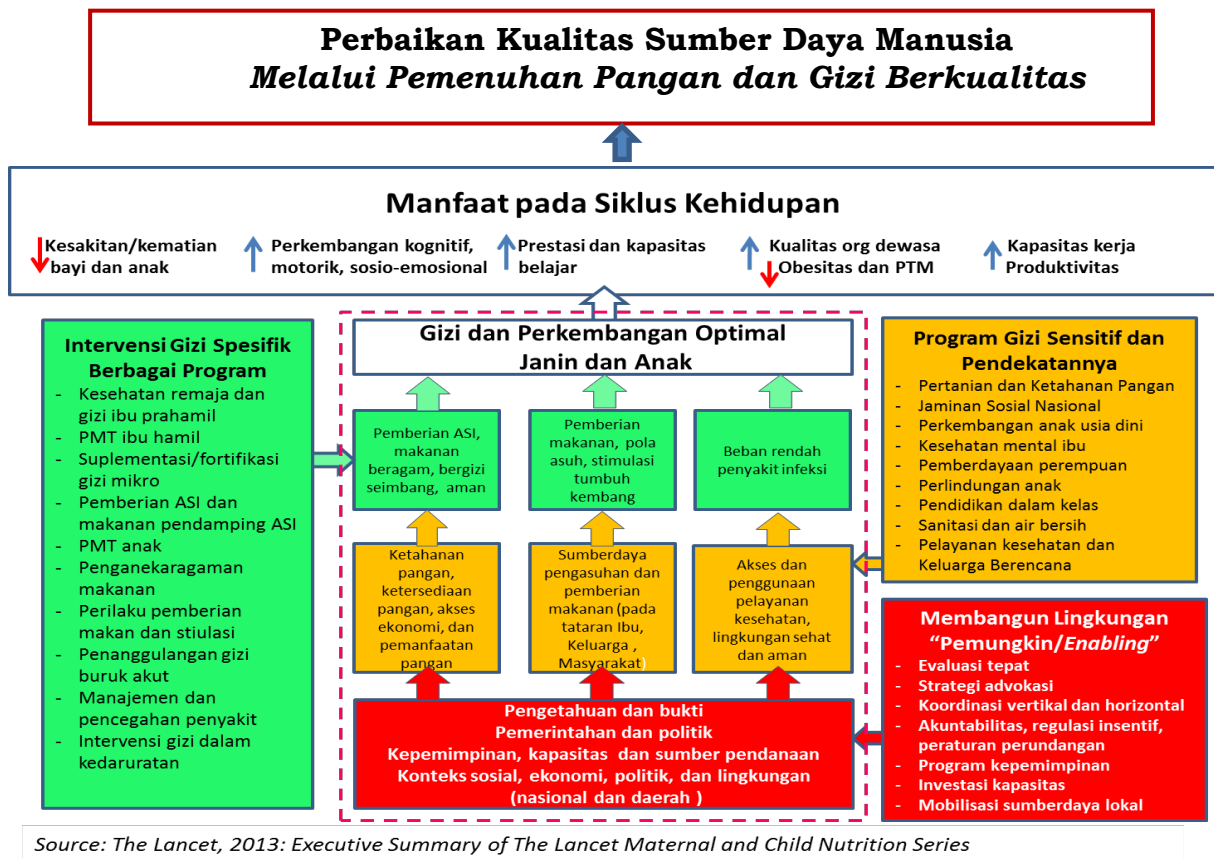 Perbaikan Kualitas Sumber Daya Manusia
Melalui Pemenuhan Pangan dan Gizi Berkualitas
Manfaat pada Siklus Kehidupan
Kesakitan/kematian
bayi dan anak
Perkembangan kognitif,
motorik, sosio-emosional
Prestasi dan kapasitas
belajar
Kualitas org dewasa
Obesitas dan PTM
Kapasitas kerja
Produktivitas
Intervensi Gizi Spesifik
Berbagai Program
- Kesehatan remaja dan
gizi ibu prahamil
- PMT ibu hamil
- Suplementasi/fortifikasi
gizi mikro
- Pemberian ASI dan
makanan pendamping ASI
- PMT anak
- Penganekaragaman
makanan
- Perilaku pemberian
makan dan stiulasi
- Penanggulangan gizi
buruk akut
- Manajemen dan
pencegahan penyakit
- Intervensi gizi dalam
kedaruratan
Gizi dan Perkembangan Optimal
Janin dan Anak
Pemberian ASI,
makanan beragam, bergizi
seimbang, aman
Pemberian
makanan, pola
asuh, stimulasi
tumbuh
kembang
Beban rendah
penyakit infeksi
Ketahanan
pangan,
ketersediaan
pangan, akses
ekonomi, dan
pemanfaatan
pangan
Sumberdaya
pengasuhan dan
pemberian
makanan (pada
tataran Ibu,
Keluarga ,
Masyarakat)
Akses dan
penggunaan
pelayanan
kesehatan,
lingkungan sehat
dan aman
Pengetahuan dan bukti
Pemerintahan dan politik
Kepemimpinan, kapasitas dan sumber pendanaan
Konteks sosial, ekonomi, politik, dan lingkungan
(nasional dan daerah )
Program Gizi Sensitif dan
Pendekatannya
- Pertanian dan Ketahanan Pangan
- Jaminan Sosial Nasional
- Perkembangan anak usia dini
- Kesehatan mental ibu
- Pemberdayaan perempuan
- Perlindungan anak
- Pendidikan dalam kelas
- Sanitasi dan air bersih
- Pelayanan kesehatan dan
Keluarga Berencana
Membangun Lingkungan
“Pemungkin/Enabling”
- Evaluasi tepat
- Strategi advokasi
- Koordinasi vertikal dan horizontal
- Akuntabilitas, regulasi insentif,
peraturan perundangan
- Program kepemimpinan
- Investasi kapasitas
- Mobilisasi sumberdaya lokal
Source: The Lancet, 2013: Executive Summary of The Lancet Maternal and Child Nutrition Series